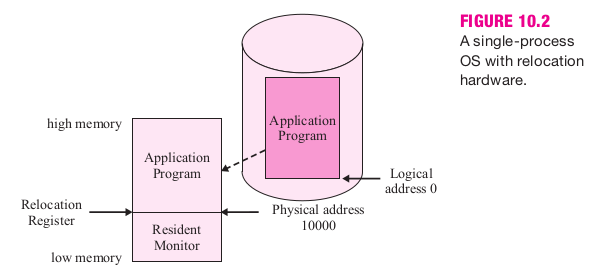 FIGURE 10.2
A single-process
OS with relocation
hardware.
Application
Program
high memory
Application
Program
Logical
address 0
Relocation
Register
Physical address
10000
Resident
Monitor
low memory